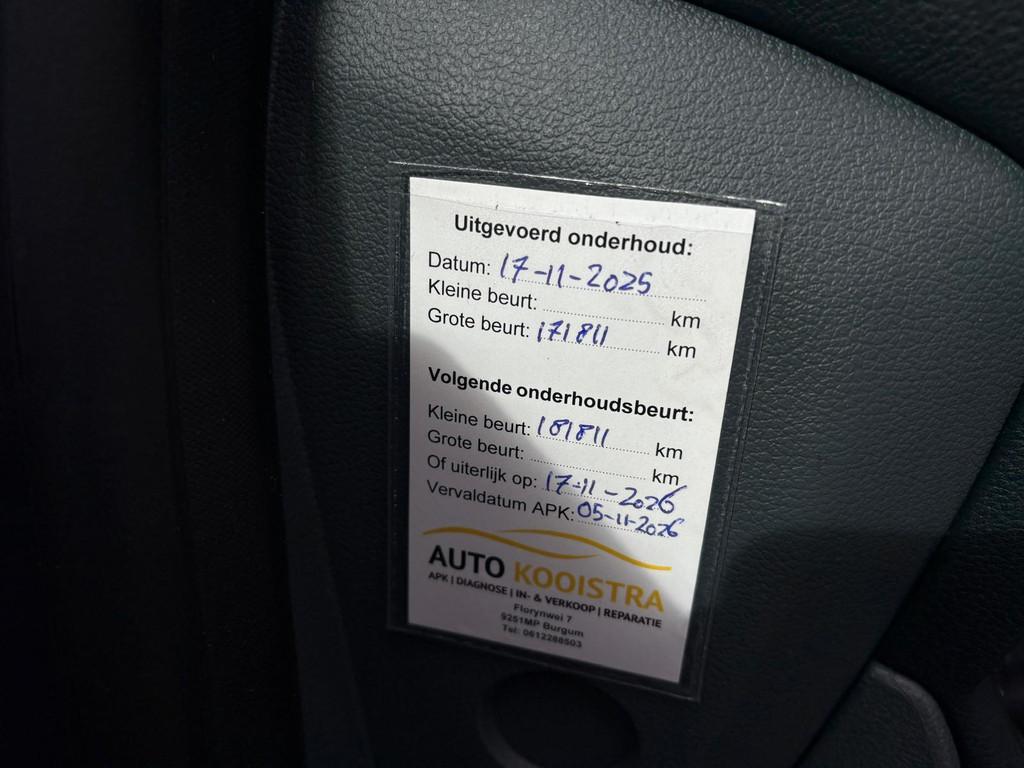 Uitgevoerd onderhoud:
Datum: 17-11-2025
Kleine beurt: km
Grote beurt: 171811 km
Volgende onderhoudsbeurt:
Kleine beurt: 181811 km
Grote beurt: km
Of uiterlijk op: 17-11-2026
Vervaldatum APK: 05-11-2026
AUTO KOOISTRA
APK | DIAGNOSE | IN- & VERKOOP | REPARATIE
Florynwei 7
9251MP Burgum
Tel: 0612288503